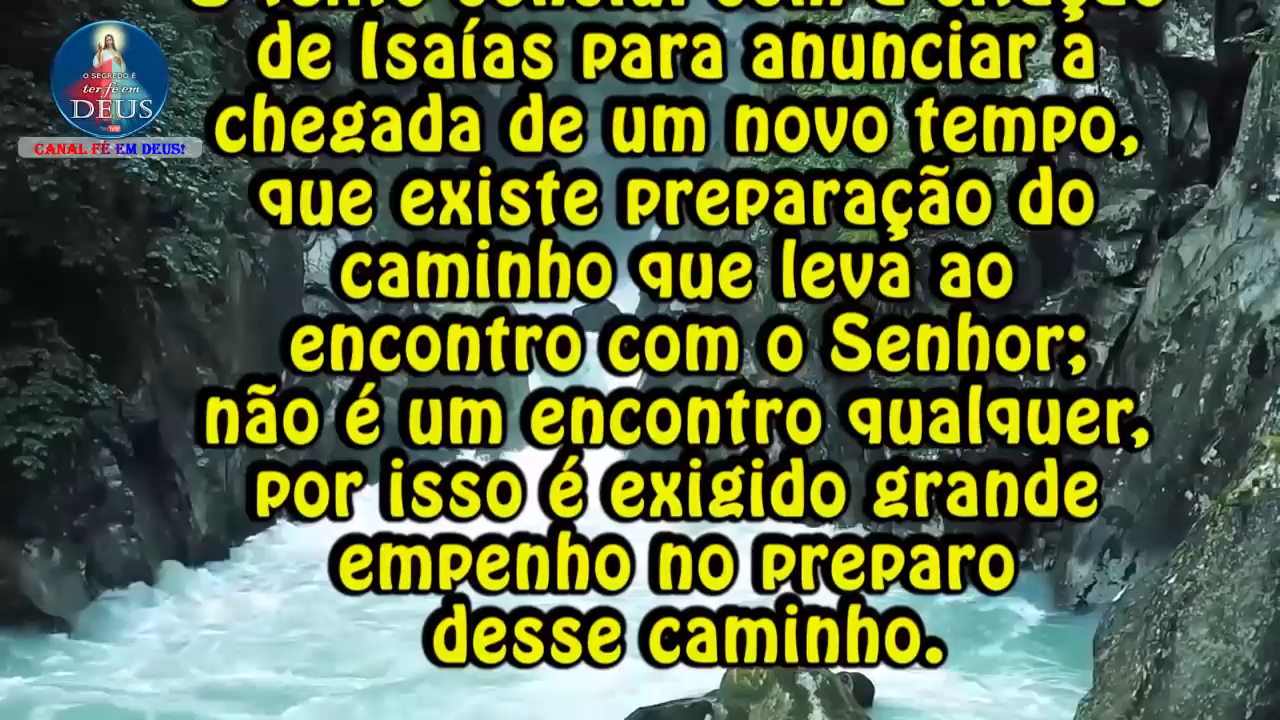 de Isaías para anunciar a
chegada de um novo tempo,
que existe preparação do
caminho que leva ao
encontro com o Senhor;
não é um encontro qualquer,
por isso é exigido grande
empenho no preparo
desse caminho.
O SEGREDO É
ter fé em
DEUS
CANAL FÉ EM DEUS!